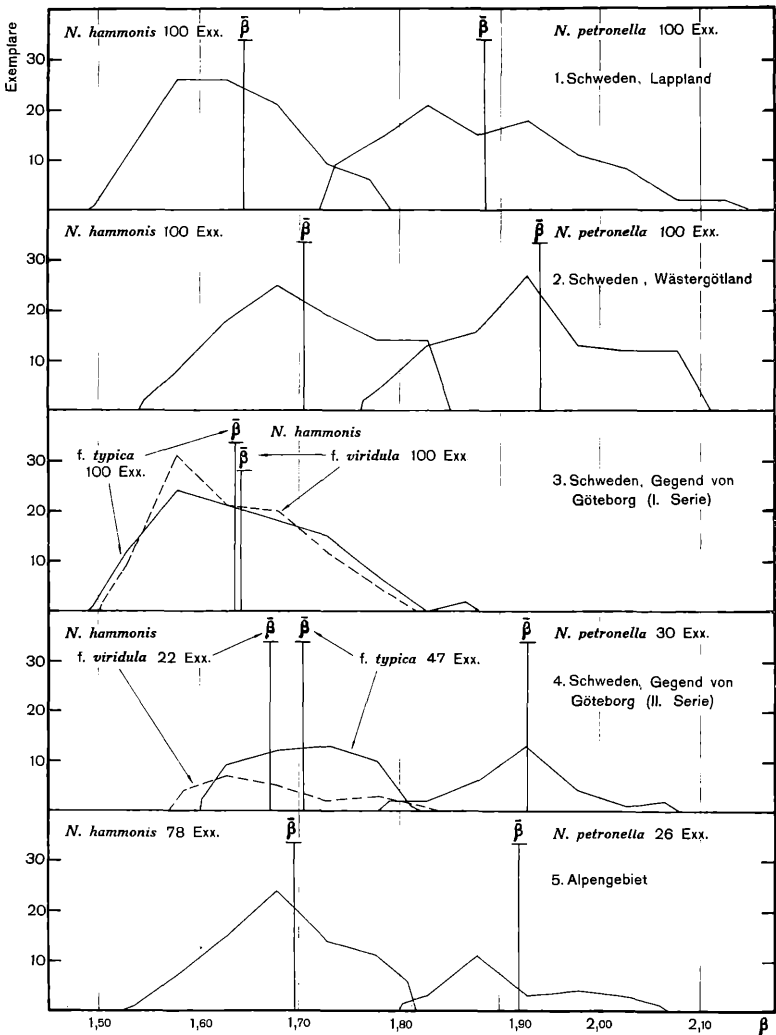 Exemplare
N. hammonis 100 Exx.
β̄
β̄
N. petronella 100 Exx.
1. Schweden, Lappland
30
20
10
N. hammonis 100 Exx.
β̄
β̄
N. petronella 100 Exx.
2. Schweden, Wästergötland
30
20
10
f. typica
100 Exx.
β̄
N. hammonis
β̄
f. viridula 100 Exx
3. Schweden, Gegend von
Göteborg (I. Serie)
30
20
10
N. hammonis
f. viridula 22 Exx.
β̄
β̄
f. typica 47 Exx.
β̄
N. petronella 30 Exx.
4. Schweden, Gegend von
Göteborg (II. Serie)
30
20
10
N. hammonis 78 Exx.
β̄
β̄
N. petronella 26 Exx.
5. Alpengebiet
30
20
10
1,50 1,60 1,70 1,80 1,90 2,00 2,10 β